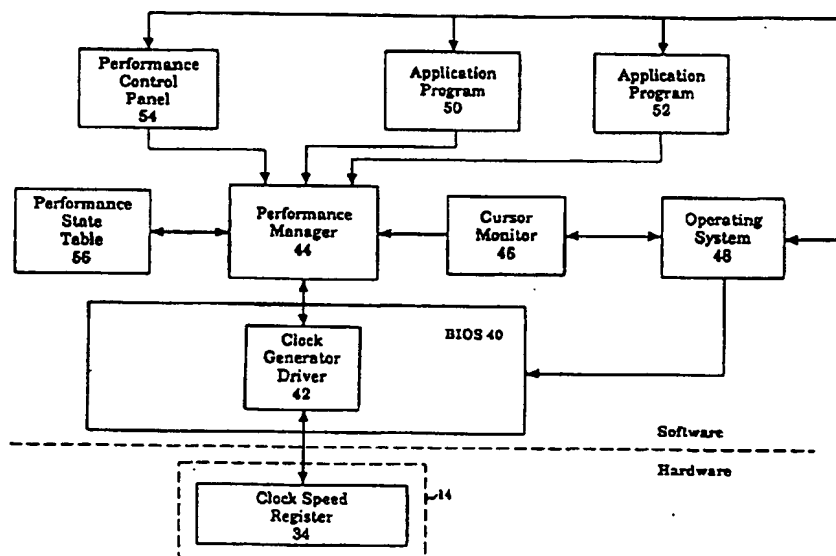 Performance
Control
Panel
54
Application
Program
50
Application
Program
52
Performance
State
Table
56
Performance
Manager
44
Cursor
Monitor
46
Operating
System
48
BIOS 40
Clock
Generator
Driver
42
Software
Hardware
14
Clock Speed
Register
34